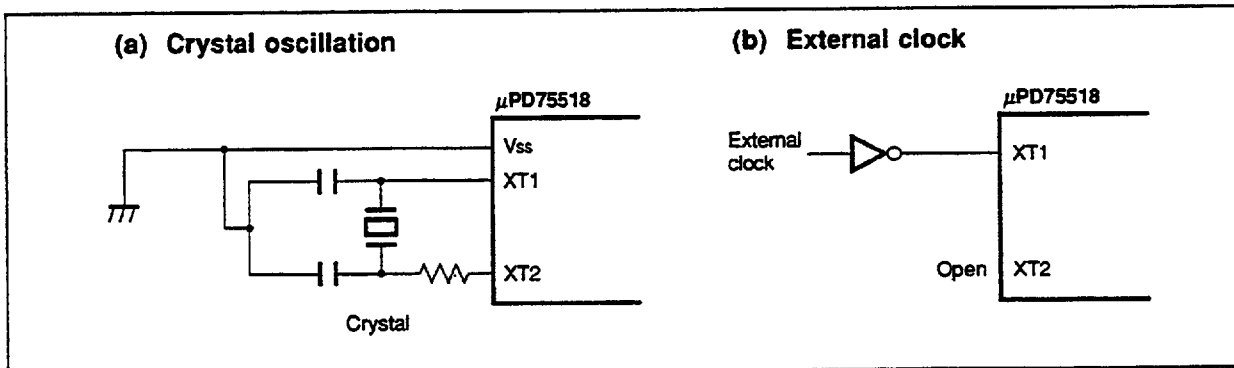 (a) Crystal oscillation
μPD75518
Vss
XT1
XT2
Crystal
(b) External clock
μPD75518
External
clock
XT1
Open
XT2